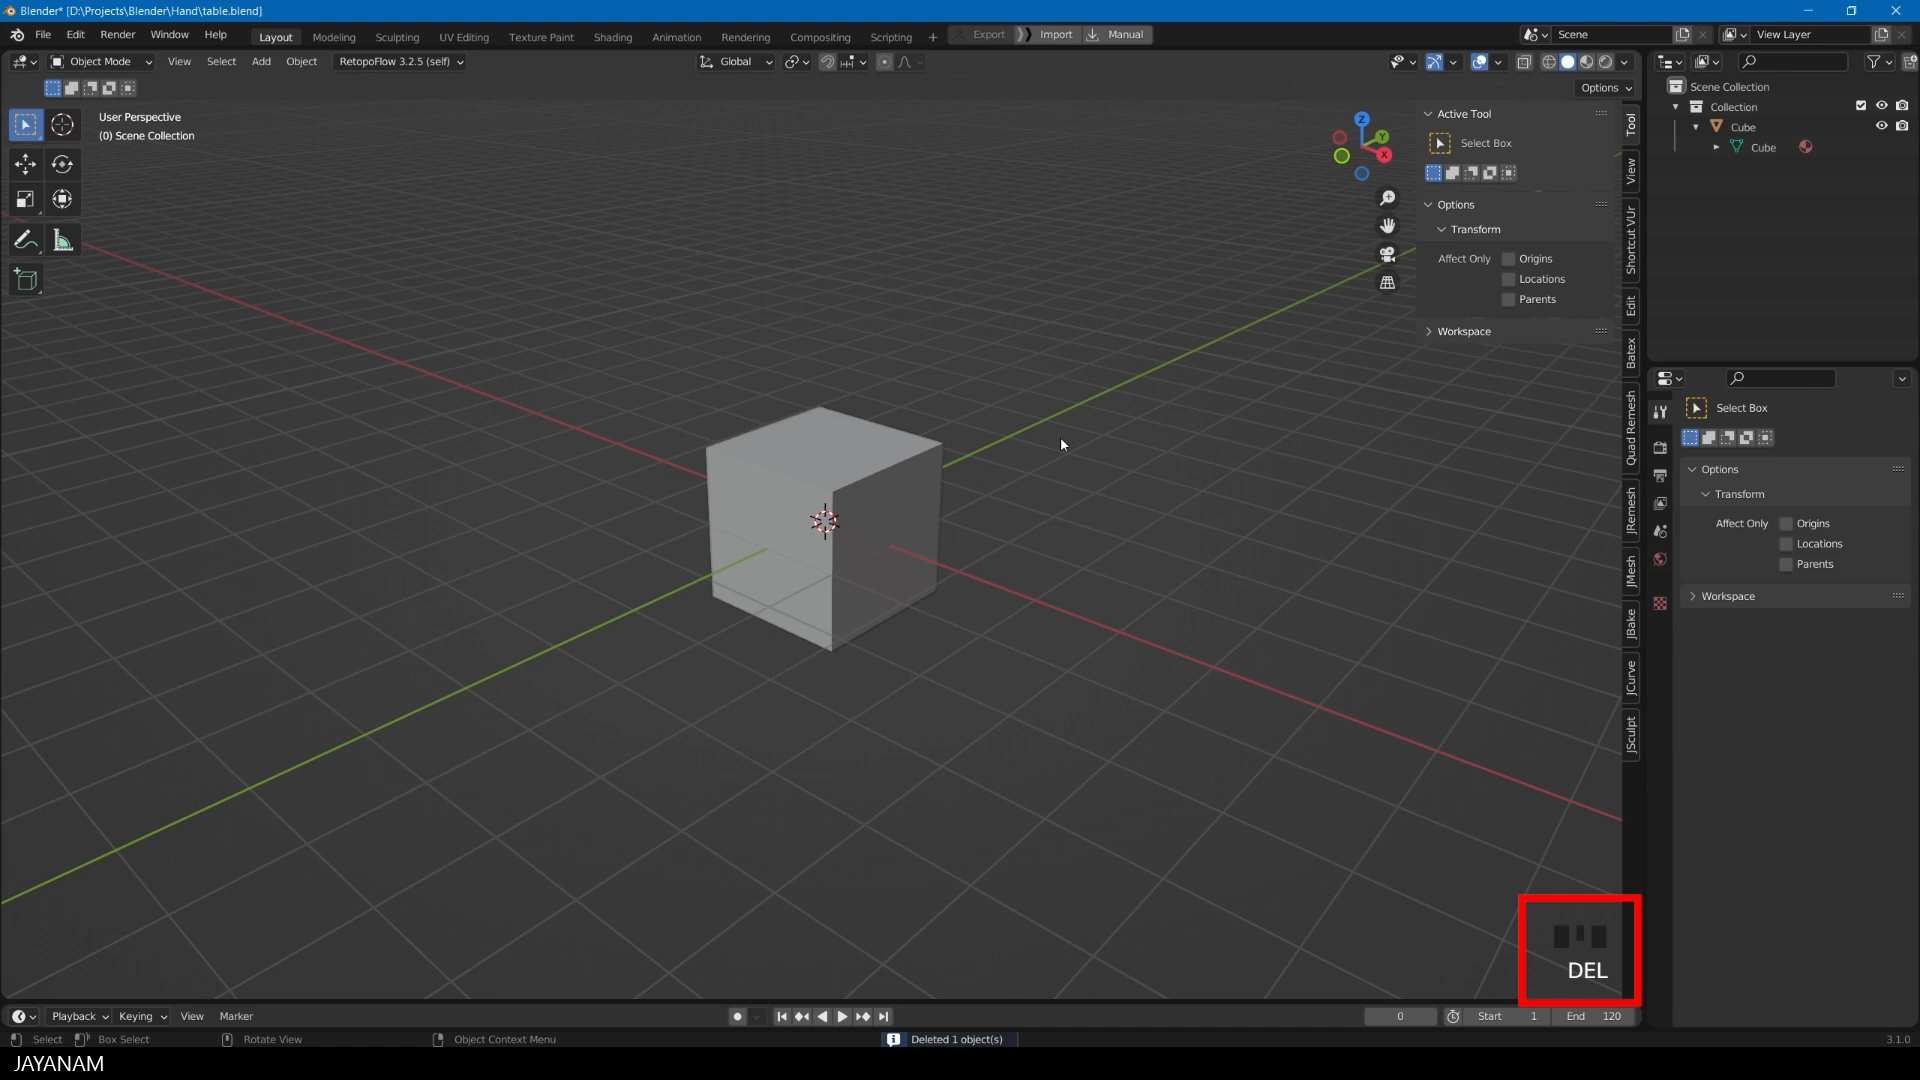 Blender* [D:\Projects\Blender\Hand\table.blend]
File Edit Render Window Help Layout Modeling Sculpting UV Editing Texture Paint Shading Animation Rendering Compositing Scripting + Export Import Manual Scene View Layer
Object Mode View Select Add Object RetopoFlow 3.2.5 (self) Global
Options
User Perspective
(0) Scene Collection
Z
Y
X
Active Tool
Select Box
Options
Transform
Affect Only Origins
Locations
Parents
Workspace
Tool
View
Shortcut VUr
Edit
Batex
Quad Remesh
JRemesh
JMesh
JBake
JCurve
JSculpt
Scene Collection
Collection
Cube
Cube
Select Box
Options
Transform
Affect Only Origins
Locations
Parents
Workspace
DEL
Playback Keying View Marker 0 Start 1 End 120
Select Box Select Rotate View Object Context Menu Deleted 1 object(s) 3.1.0
JAYANAM